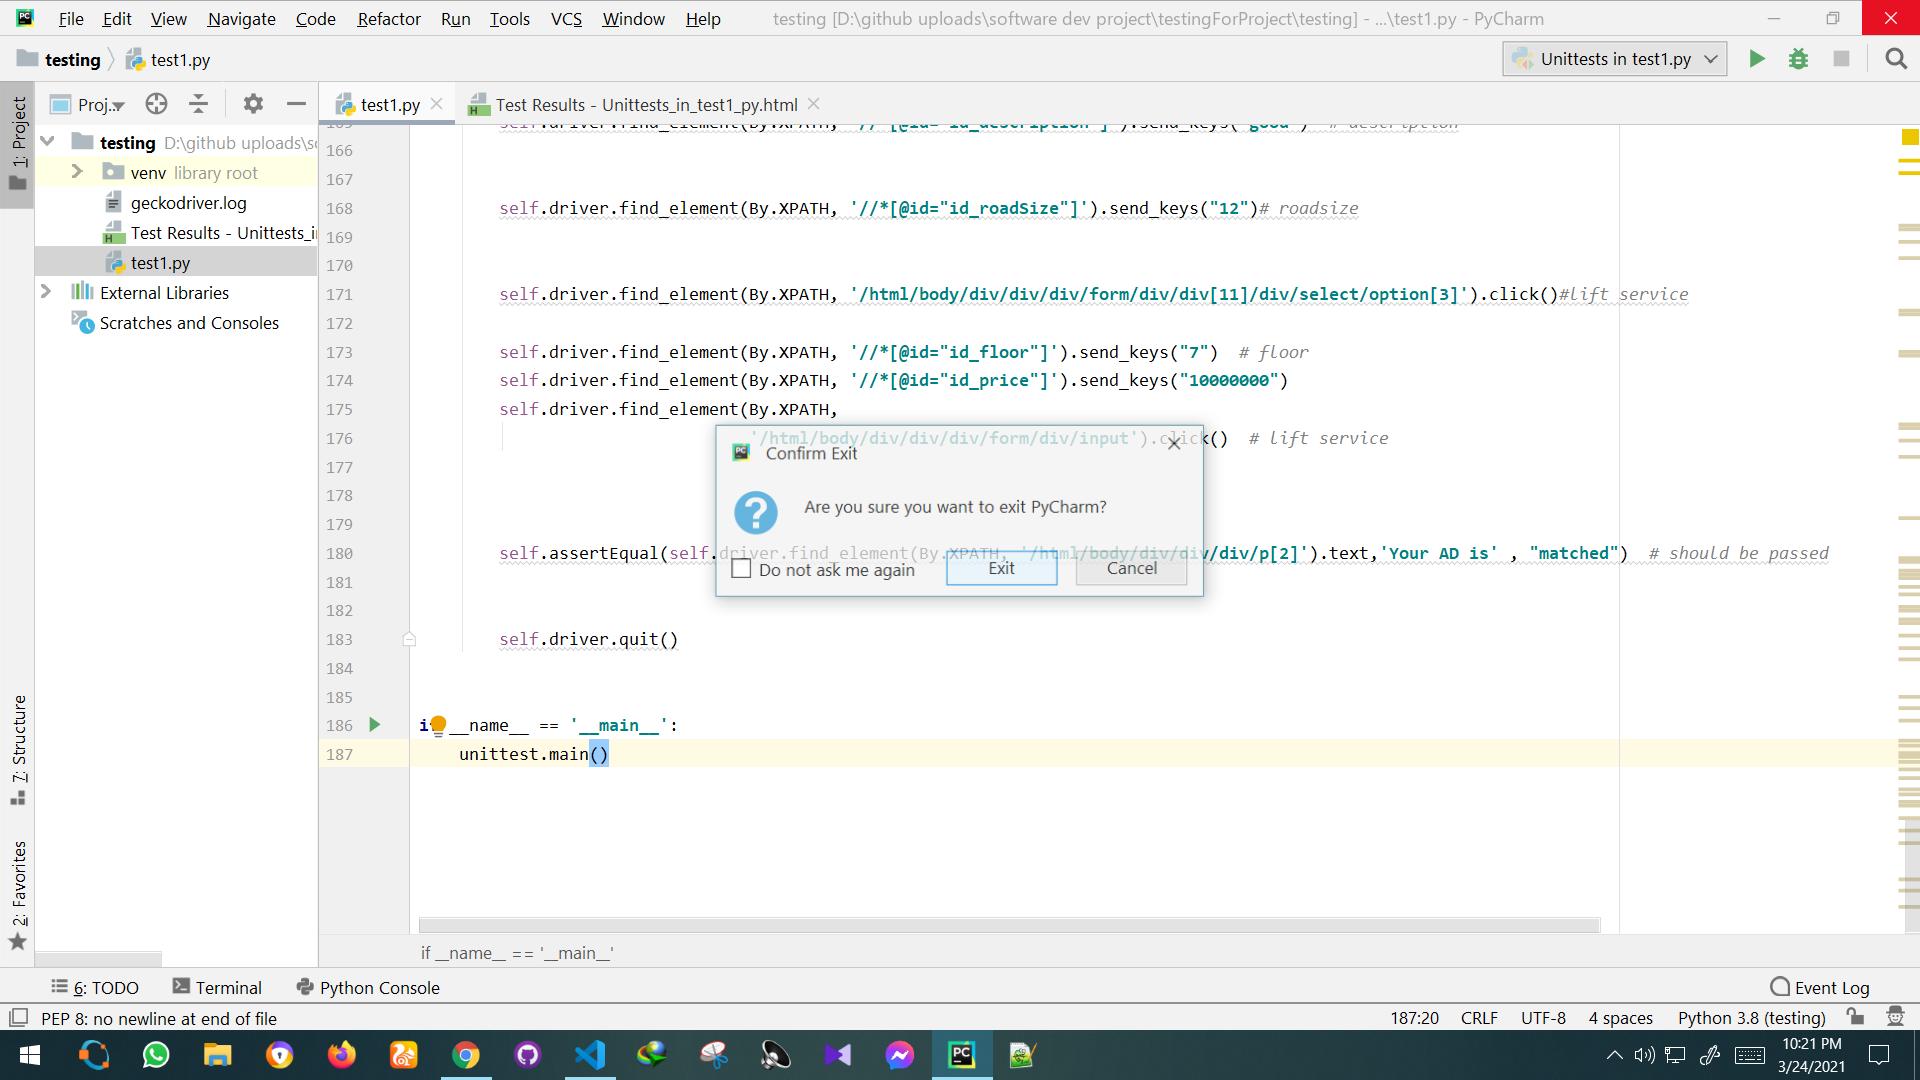 File Edit View Navigate Code Refactor Run Tools VCS Window Help testing [D:\github uploads\software dev project\testingForProject\testing] - ...\test1.py - PyCharm
testing test1.py Unittests in test1.py
1: Project
Proj... test1.py Test Results - Unittests_in_test1_py.html
testing D:\github uploads\s
venv library root
geckodriver.log
Test Results - Unittests_i
test1.py
External Libraries
Scratches and Consoles
7: Structure
2: Favorites
self.driver.find_element(By.XPATH, '//*[@id="id_description"]').send_keys("good") # description
166
167
168 self.driver.find_element(By.XPATH, '//*[@id="id_roadSize"]').send_keys("12")# roadsize
169
170
171 self.driver.find_element(By.XPATH, '/html/body/div/div/div/form/div/div[11]/div/select/option[3]').click()#lift service
172
173 self.driver.find_element(By.XPATH, '//*[@id="id_floor"]').send_keys("7") # floor
174 self.driver.find_element(By.XPATH, '//*[@id="id_price"]').send_keys("10000000")
175 self.driver.find_element(By.XPATH,
176 '/html/body/div/div/div/form/div/input').click() # lift service
177
178
179
180 self.assertEqual(self.driver.find_element(By.XPATH, '/html/body/div/div/div/p[2]').text,'Your AD is' , "matched") # should be passed
181
182
183 self.driver.quit()
184
185
186 if __name__ == '__main__':
187 unittest.main()
Confirm Exit
Are you sure you want to exit PyCharm?
Do not ask me again Exit Cancel
if __name__ == '__main__'
6: TODO Terminal Python Console Event Log
PEP 8: no newline at end of file 187:20 CRLF UTF-8 4 spaces Python 3.8 (testing)
10:21 PM
3/24/2021